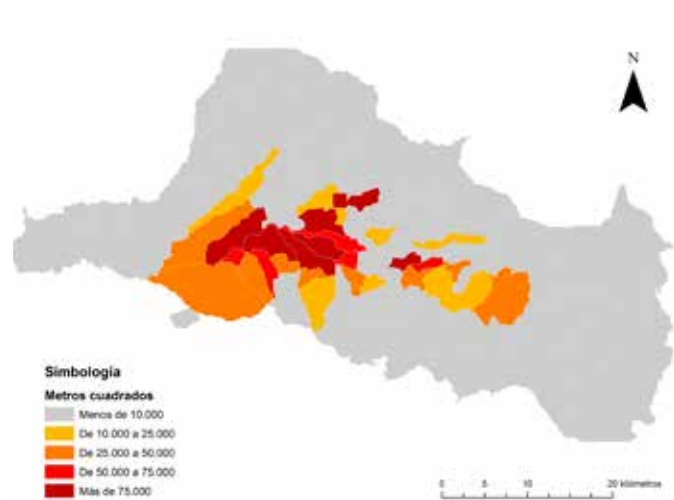 N
Simbología
Metros cuadrados
Menos de 10.000
De 10.000 a 25.000
De 25.000 a 50.000
De 50.000 a 75.000
Más de 75.000
0 5 10 20 kilómetros